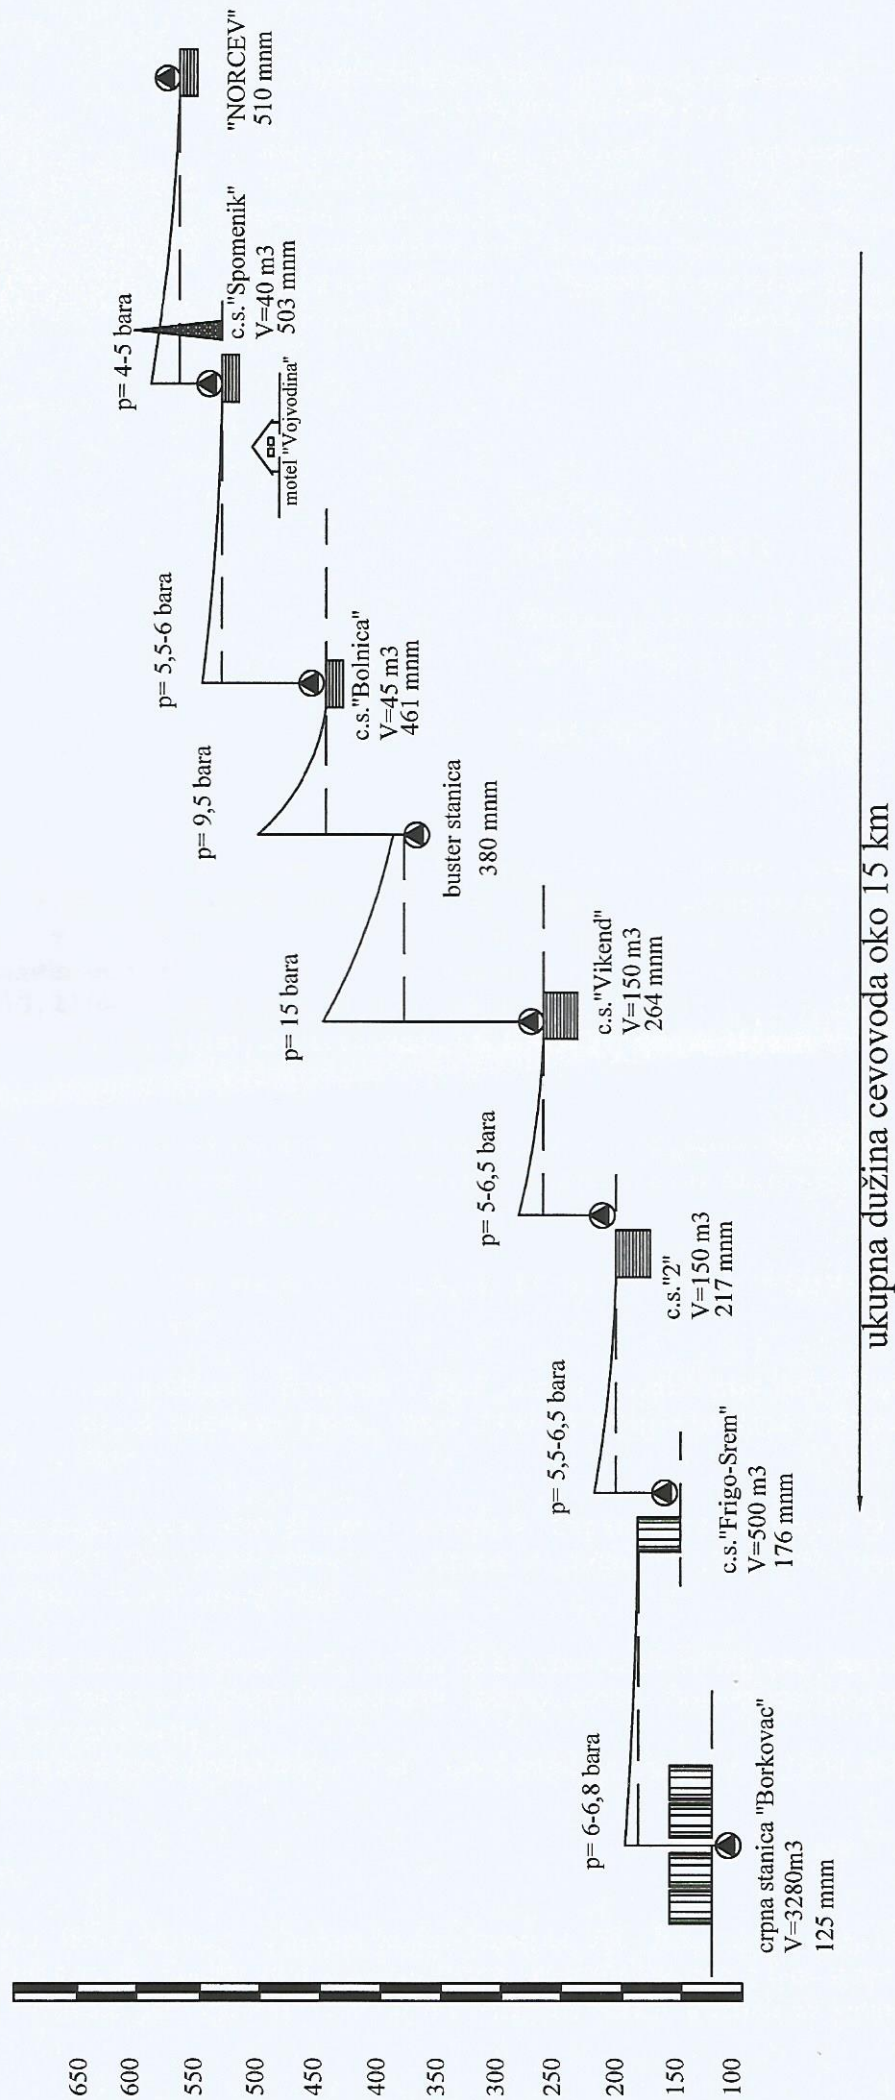 650
600
550
500
450
400
350
300
250
200
150
100
p= 6-6,8 bara
crpna stanica "Borkovac"
V=3280m3
125 mnm
p= 5,5-6,5 bara
c.s."Frigo-Srem"
V=500 m3
176 mnm
p= 5-6,5 bara
c.s."2"
V=150 m3
217 mnm
p= 15 bara
c.s."Vikend"
V=150 m3
264 mnm
p= 9,5 bara
buster stanica
380 mnm
p= 5,5-6 bara
c.s."Bolnica"
V=45 m3
461 mnm
motel "Vojvodina"
p= 4-5 bara
c.s."Spomenik"
V=40 m3
503 mnm
"NORCEV"
510 mnm
ukupna dužina cevovoda oko 15 km